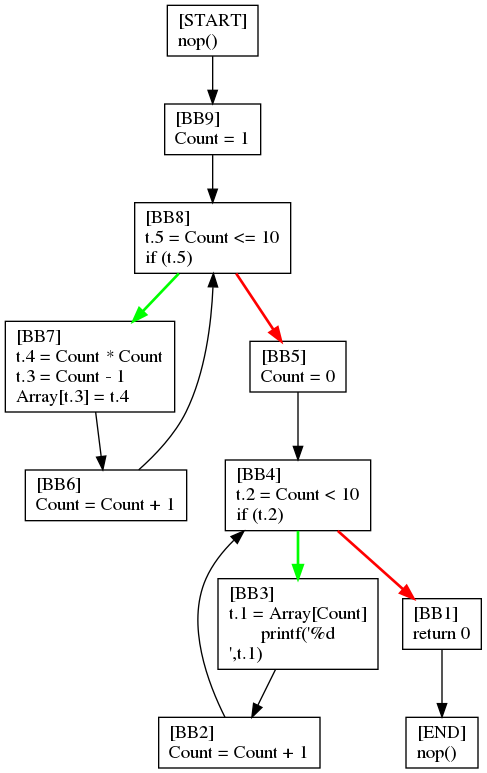 [START]
nop()
[BB9]
Count = 1
[BB8]
t.5 = Count <= 10
if (t.5)
[BB7]
t.4 = Count * Count
t.3 = Count - 1
Array[t.3] = t.4
[BB6]
Count = Count + 1
[BB5]
Count = 0
[BB4]
t.2 = Count < 10
if (t.2)
[BB3]
t.1 = Array[Count]
printf('%d
',t.1)
[BB2]
Count = Count + 1
[BB1]
return 0
[END]
nop()